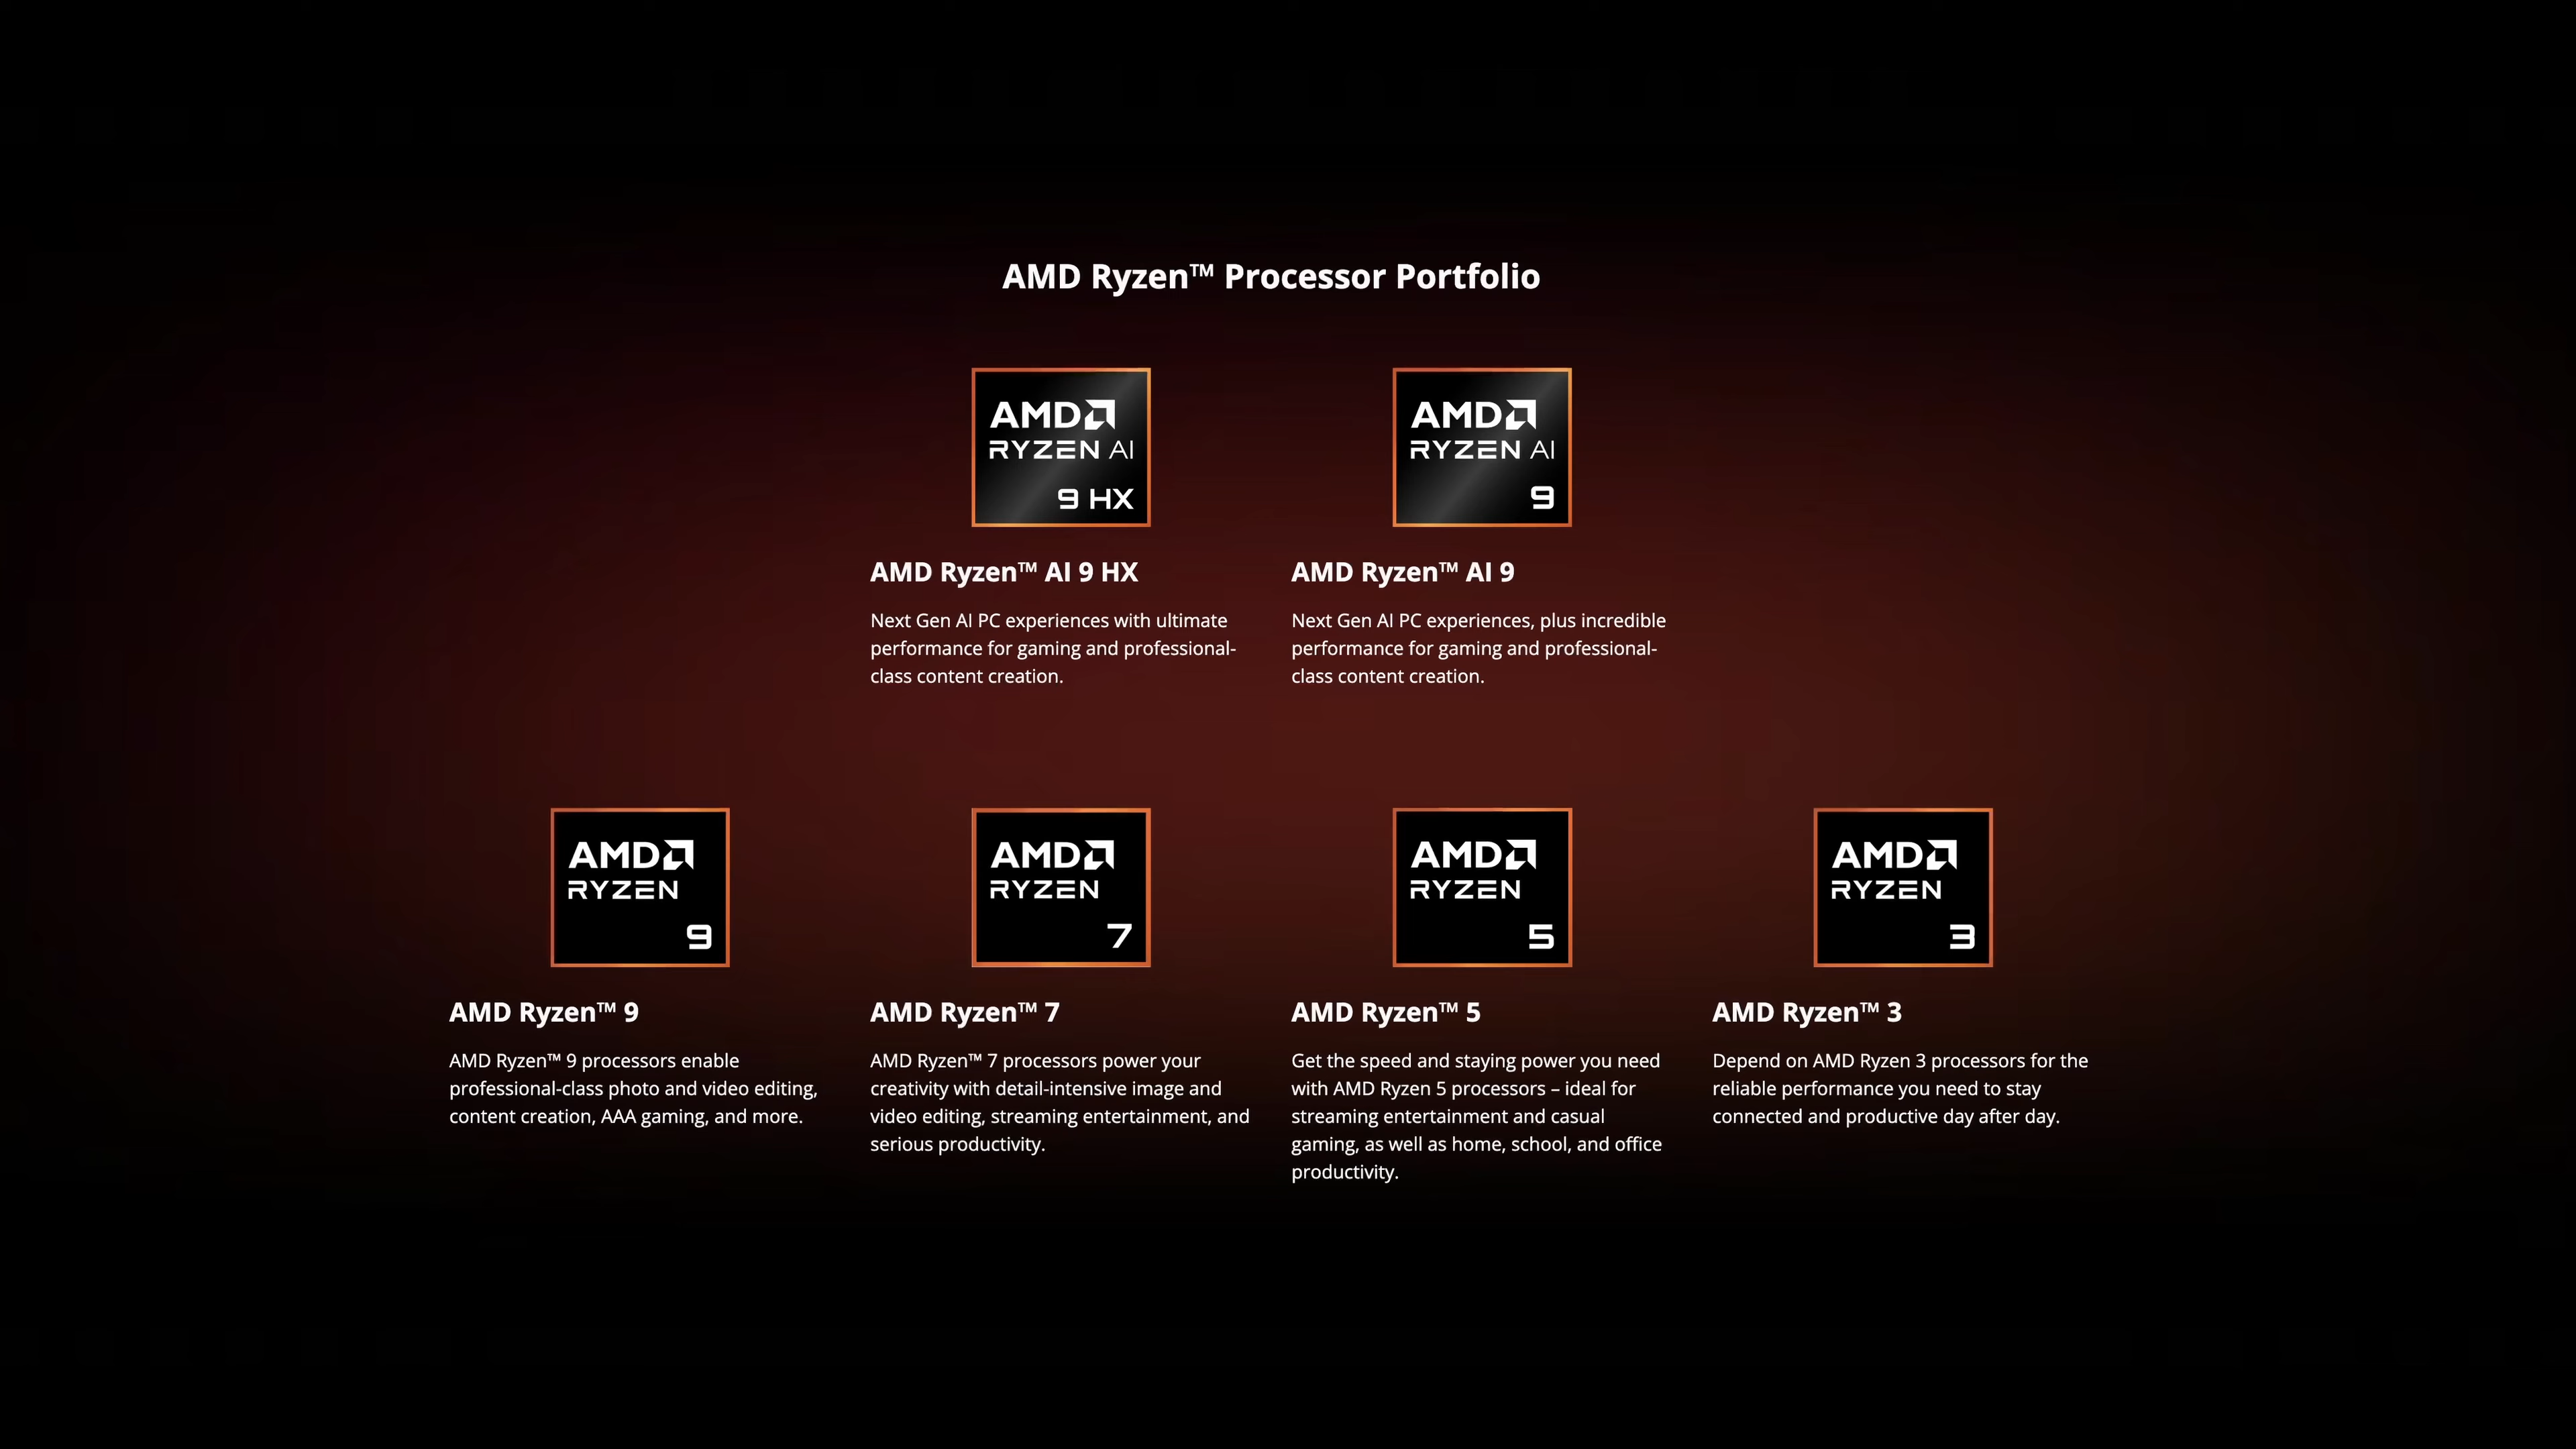 AMD Ryzen™ Processor Portfolio
AMD
RYZEN AI
9 HX
AMD Ryzen™ AI 9 HX
Next Gen AI PC experiences with ultimate
performance for gaming and professional-
class content creation.
AMD
RYZEN AI
9
AMD Ryzen™ AI 9
Next Gen AI PC experiences, plus incredible
performance for gaming and professional-
class content creation.
AMD
RYZEN
9
AMD Ryzen™ 9
AMD Ryzen™ 9 processors enable
professional-class photo and video editing,
content creation, AAA gaming, and more.
AMD
RYZEN
7
AMD Ryzen™ 7
AMD Ryzen™ 7 processors power your
creativity with detail-intensive image and
video editing, streaming entertainment, and
serious productivity.
AMD
RYZEN
5
AMD Ryzen™ 5
Get the speed and staying power you need
with AMD Ryzen 5 processors – ideal for
streaming entertainment and casual
gaming, as well as home, school, and office
productivity.
AMD
RYZEN
3
AMD Ryzen™ 3
Depend on AMD Ryzen 3 processors for the
reliable performance you need to stay
connected and productive day after day.